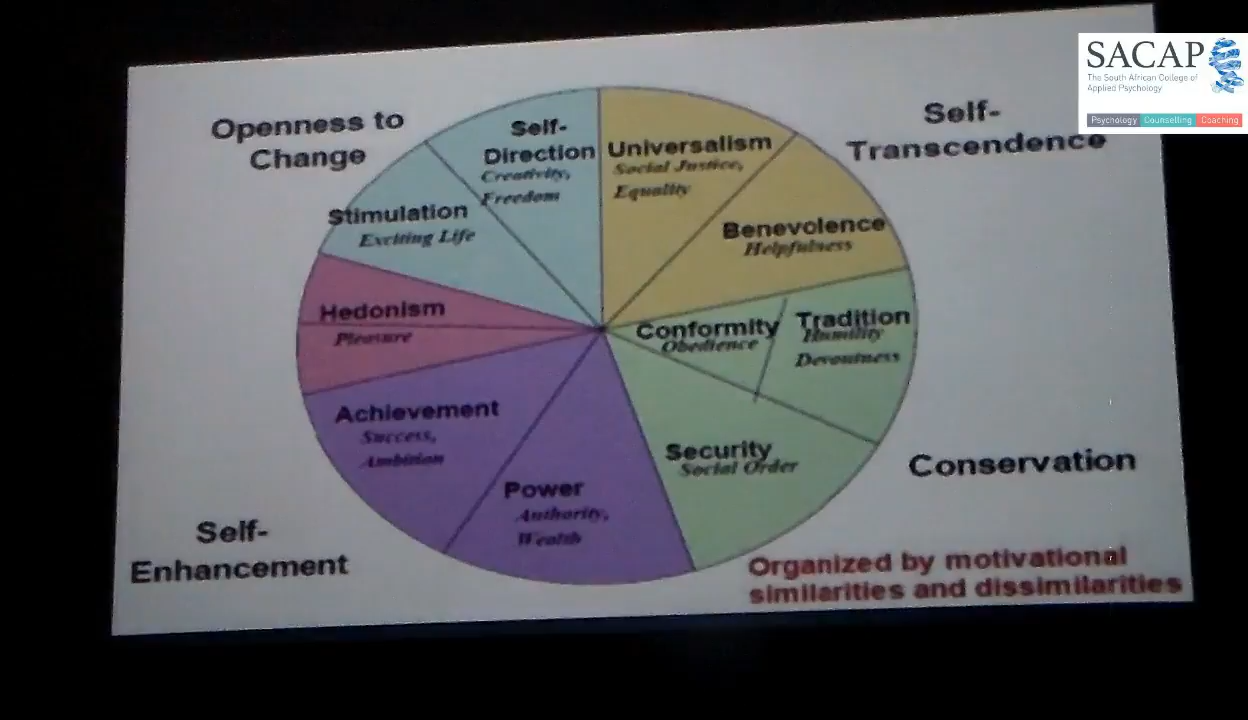 SACAP
The South African College of
Applied Psychology
Psychology Counselling Coaching
Openness to
Change
Self-
Transcendence
Self-
Direction
Creativity,
Freedom
Universalism
Social Justice,
Equality
Stimulation
Exciting Life
Benevolence
Helpfulness
Hedonism
Pleasure
Conformity
Obedience
Tradition
Humility
Devoutness
Achievement
Success,
Ambition
Security
Social Order
Power
Authority,
Wealth
Conservation
Self-
Enhancement
Organized by motivational
similarities and dissimilarities